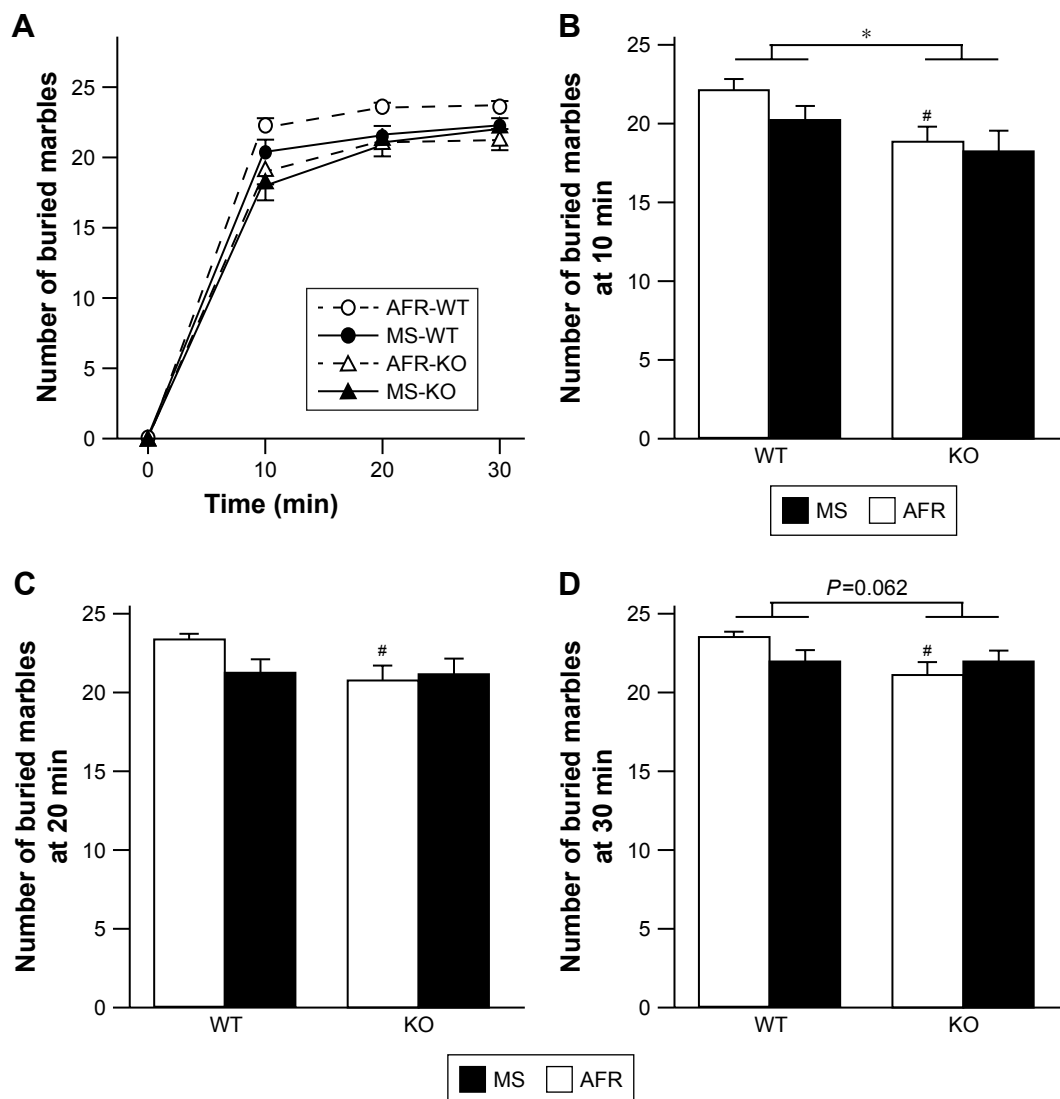 A
Number of buried marbles
25
20
15
10
5
0
0 10 20 30
Time (min)
AFR-WT
MS-WT
AFR-KO
MS-KO
B
Number of buried marbles
at 10 min
25
20
15
10
5
0
*
#
WT KO
MS AFR
C
Number of buried marbles
at 20 min
25
20
15
10
5
0
#
WT KO
D
Number of buried marbles
at 30 min
25
20
15
10
5
0
P=0.062
#
WT KO
MS AFR